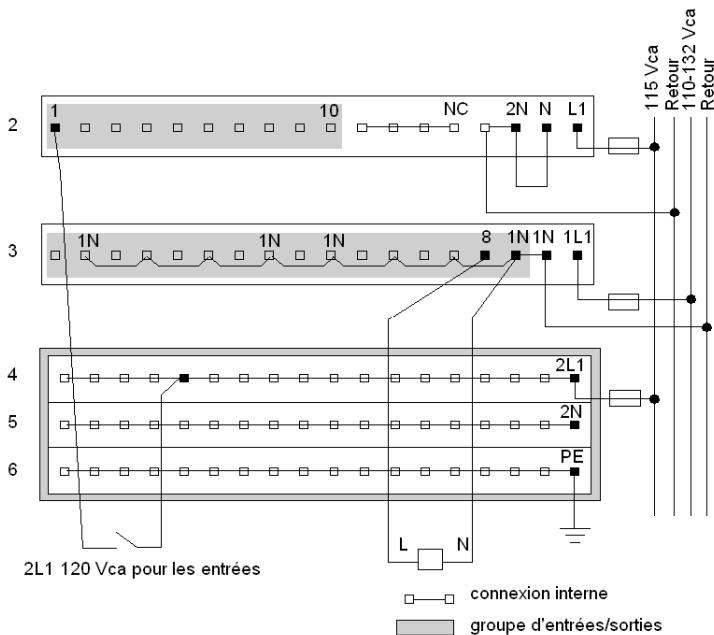 115 Vca
Retour
110-132 Vca
Retour
2
1
10
NC
2N
N
L1
3
1N
1N
1N
8
1N
1N
1L1
4
2L1
5
2N
6
PE
L
N
2L1 120 Vca pour les entrées
connexion interne
groupe d'entrées/sorties